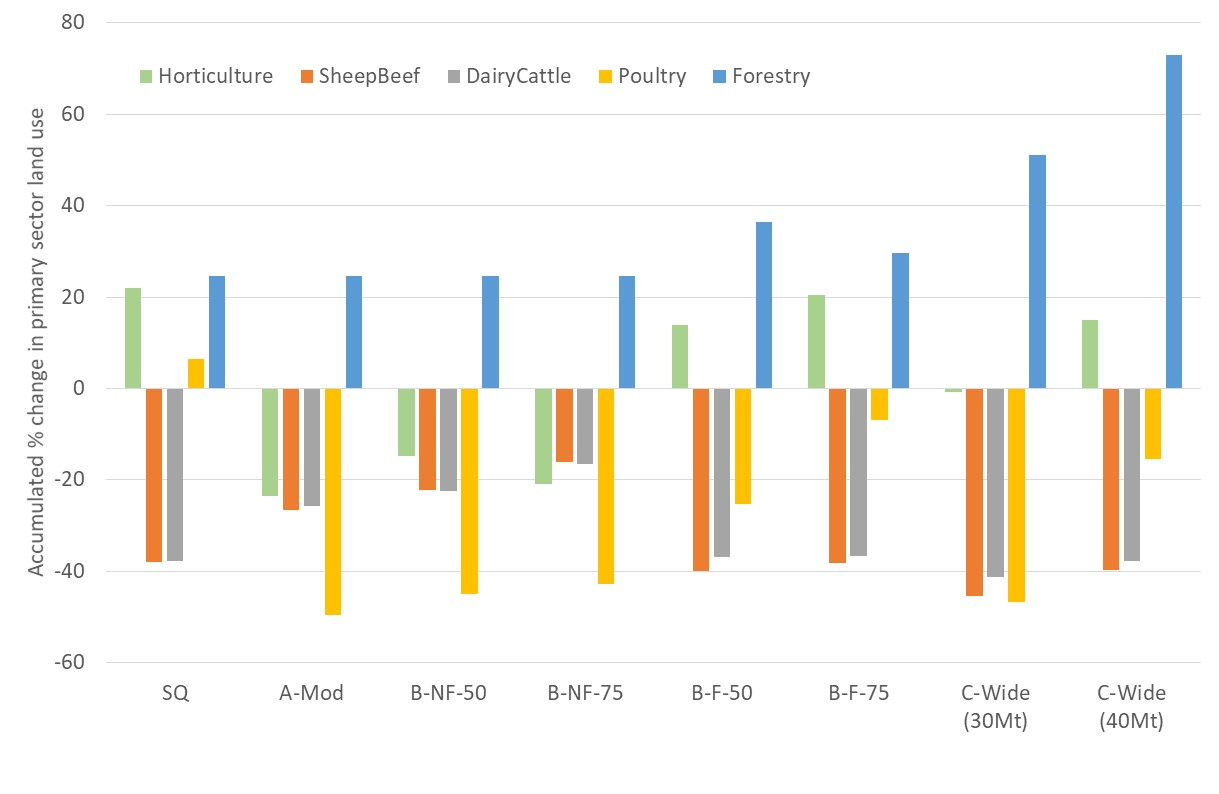 80
Horticulture SheepBeef DairyCattle Poultry Forestry
Accumulated % change in primary sector land use
60
40
20
0
-20
-40
-60
SQ A-Mod B-NF-50 B-NF-75 B-F-50 B-F-75 C-Wide C-Wide
(30Mt) (40Mt)